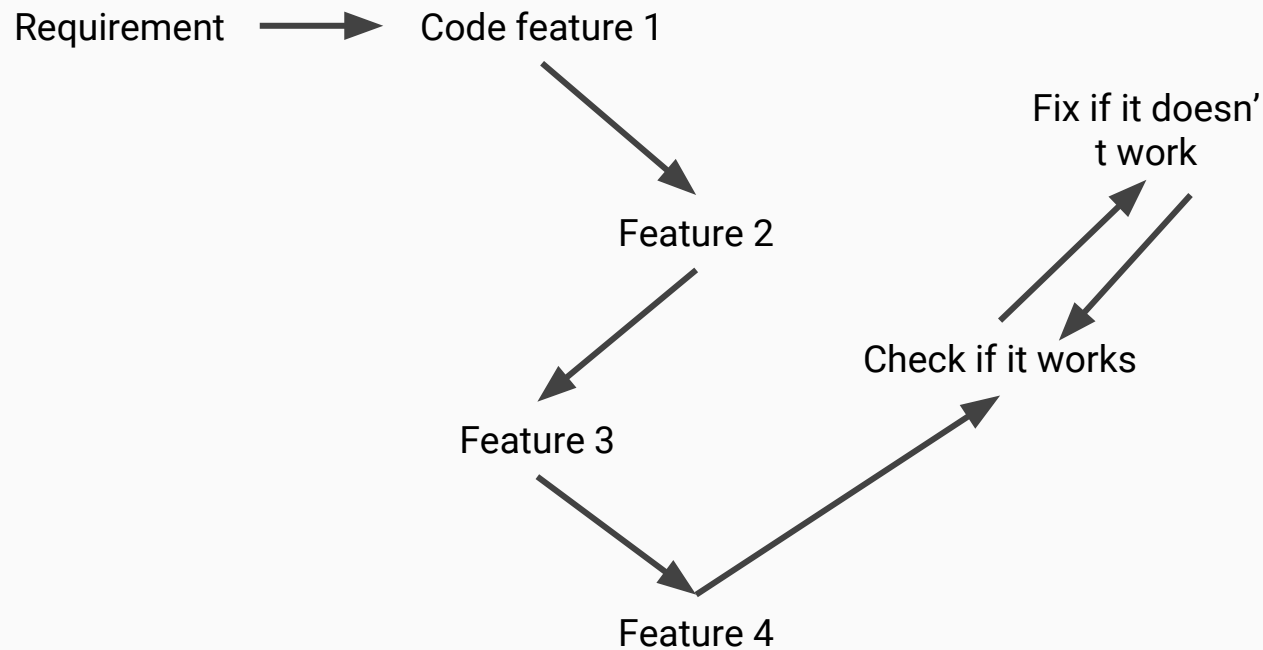 Requirement
Code feature 1
Fix if it doesn’
t work
Feature 2
Check if it works
Feature 3
Feature 4